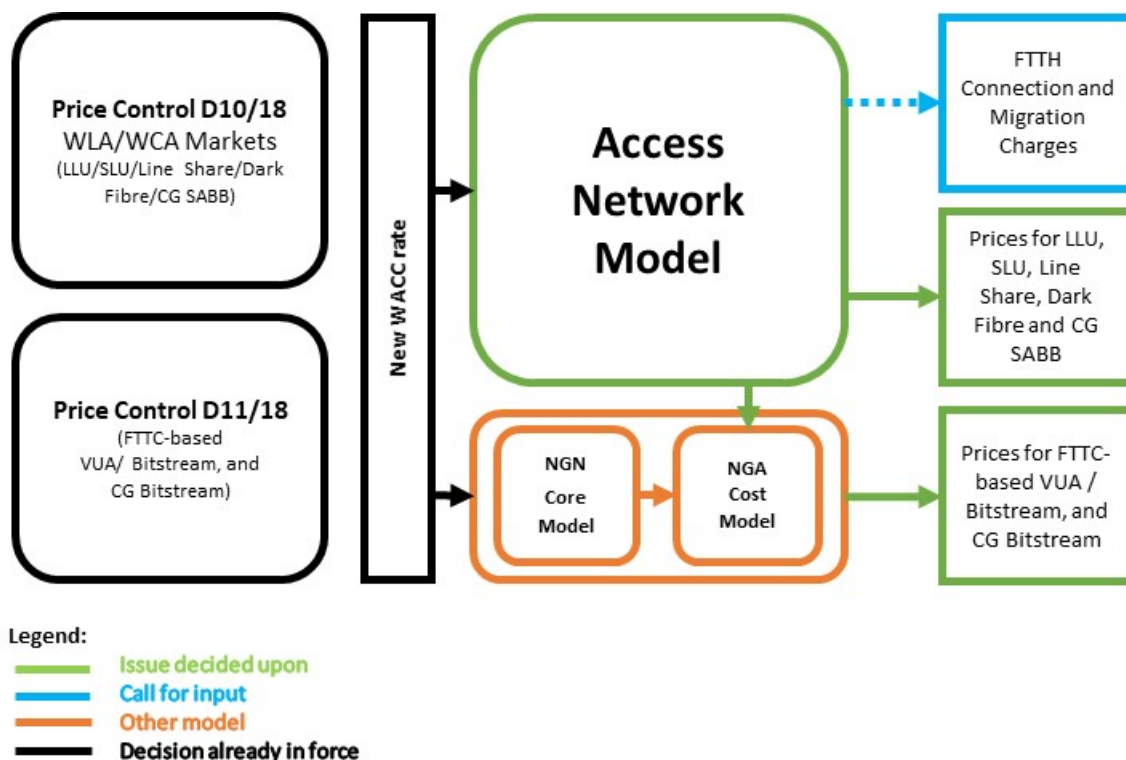 Price Control D10/18
WLA/WCA Markets
(LLU/SLU/Line Share/Dark
Fibre/CG SABB)
Price Control D11/18
(FTTC-based
VUA/ Bitstream, and
CG Bitstream)
New WACC rate
Access
Network
Model
NGN
Core
Model
NGA
Cost
Model
FTTH
Connection and
Migration
Charges
Prices for LLU,
SLU, Line
Share, Dark
Fibre and CG
SABB
Prices for FTTC-
based VUA /
Bitstream, and
CG Bitstream
Legend:
Issue decided upon
Call for input
Other model
Decision already in force